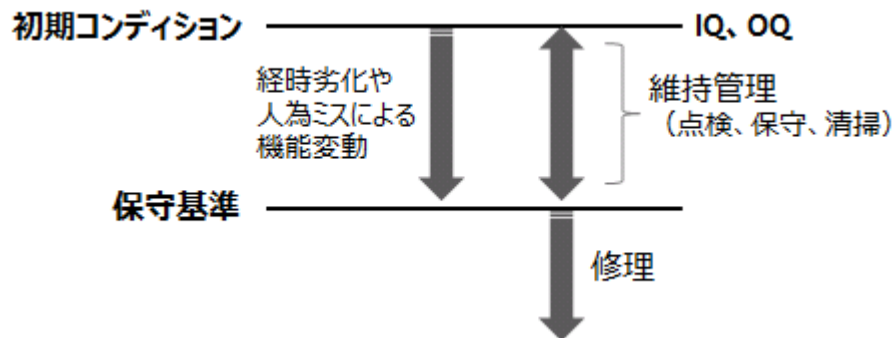 初期コンディション
IQ、OQ
経時劣化や
人為ミスによる
機能変動
維持管理
（点検、保守、清掃）
保守基準
修理